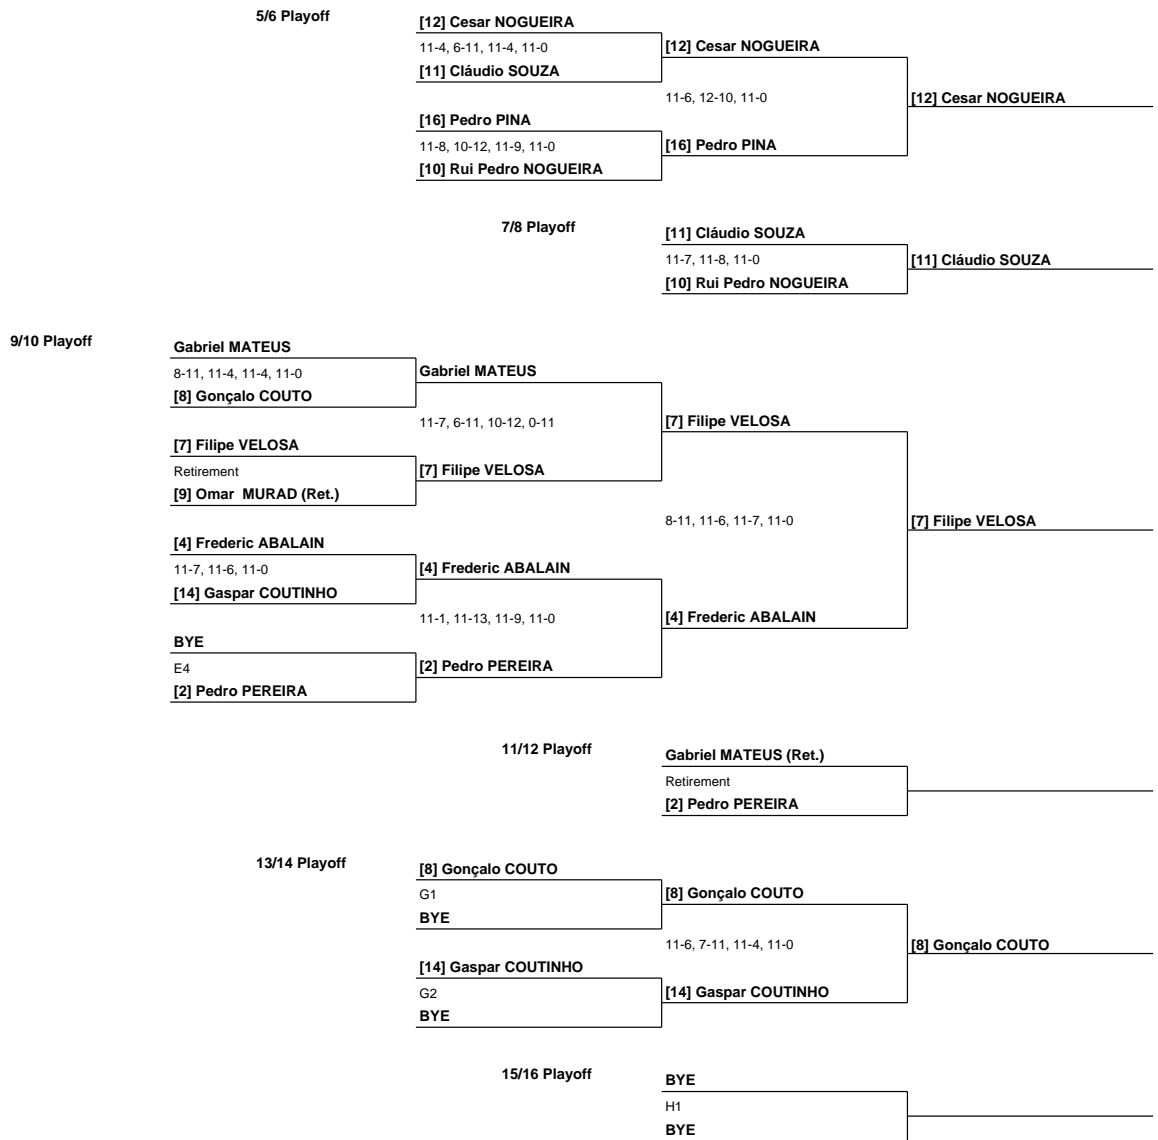 5/6 Playoff
[12] Cesar NOGUEIRA
11-4, 6-11, 11-4, 11-0
[12] Cesar NOGUEIRA
[11] Cláudio SOUZA
11-6, 12-10, 11-0
[12] Cesar NOGUEIRA
[16] Pedro PINA
11-8, 10-12, 11-9, 11-0
[16] Pedro PINA
[10] Rui Pedro NOGUEIRA
7/8 Playoff
[11] Cláudio SOUZA
11-7, 11-8, 11-0
[11] Cláudio SOUZA
[10] Rui Pedro NOGUEIRA
9/10 Playoff
Gabriel MATEUS
8-11, 11-4, 11-4, 11-0
Gabriel MATEUS
[8] Gonçalo COUTO
11-7, 6-11, 10-12, 0-11
[7] Filipe VELOSA
[7] Filipe VELOSA
Retirement
[7] Filipe VELOSA
[9] Omar  MURAD (Ret.)
8-11, 11-6, 11-7, 11-0
[7] Filipe VELOSA
[4] Frederic ABALAIN
11-7, 11-6, 11-0
[4] Frederic ABALAIN
[14] Gaspar COUTINHO
11-1, 11-13, 11-9, 11-0
[4] Frederic ABALAIN
BYE
E4
[2] Pedro PEREIRA
[2] Pedro PEREIRA
11/12 Playoff
Gabriel MATEUS (Ret.)
Retirement
[2] Pedro PEREIRA
13/14 Playoff
[8] Gonçalo COUTO
G1
[8] Gonçalo COUTO
BYE
11-6, 7-11, 11-4, 11-0
[8] Gonçalo COUTO
[14] Gaspar COUTINHO
G2
[14] Gaspar COUTINHO
BYE
15/16 Playoff
BYE
H1
BYE